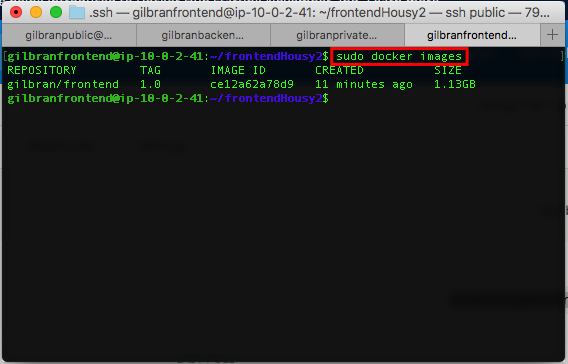 .ssh — gilbranfrontend@ip-10-0-2-41: ~/frontendHousy2 — ssh public — 79...
gilbranpublic@... gilbranbacken... gilbranprivate... gilbranfrontend... +
[gilbranfrontend@ip-10-0-2-41:~/frontendHousy2$ sudo docker images ]
REPOSITORY TAG IMAGE ID CREATED SIZE
gilbran/frontend 1.0 ce12a62a78d9 11 minutes ago 1.13GB
gilbranfrontend@ip-10-0-2-41:~/frontendHousy2$